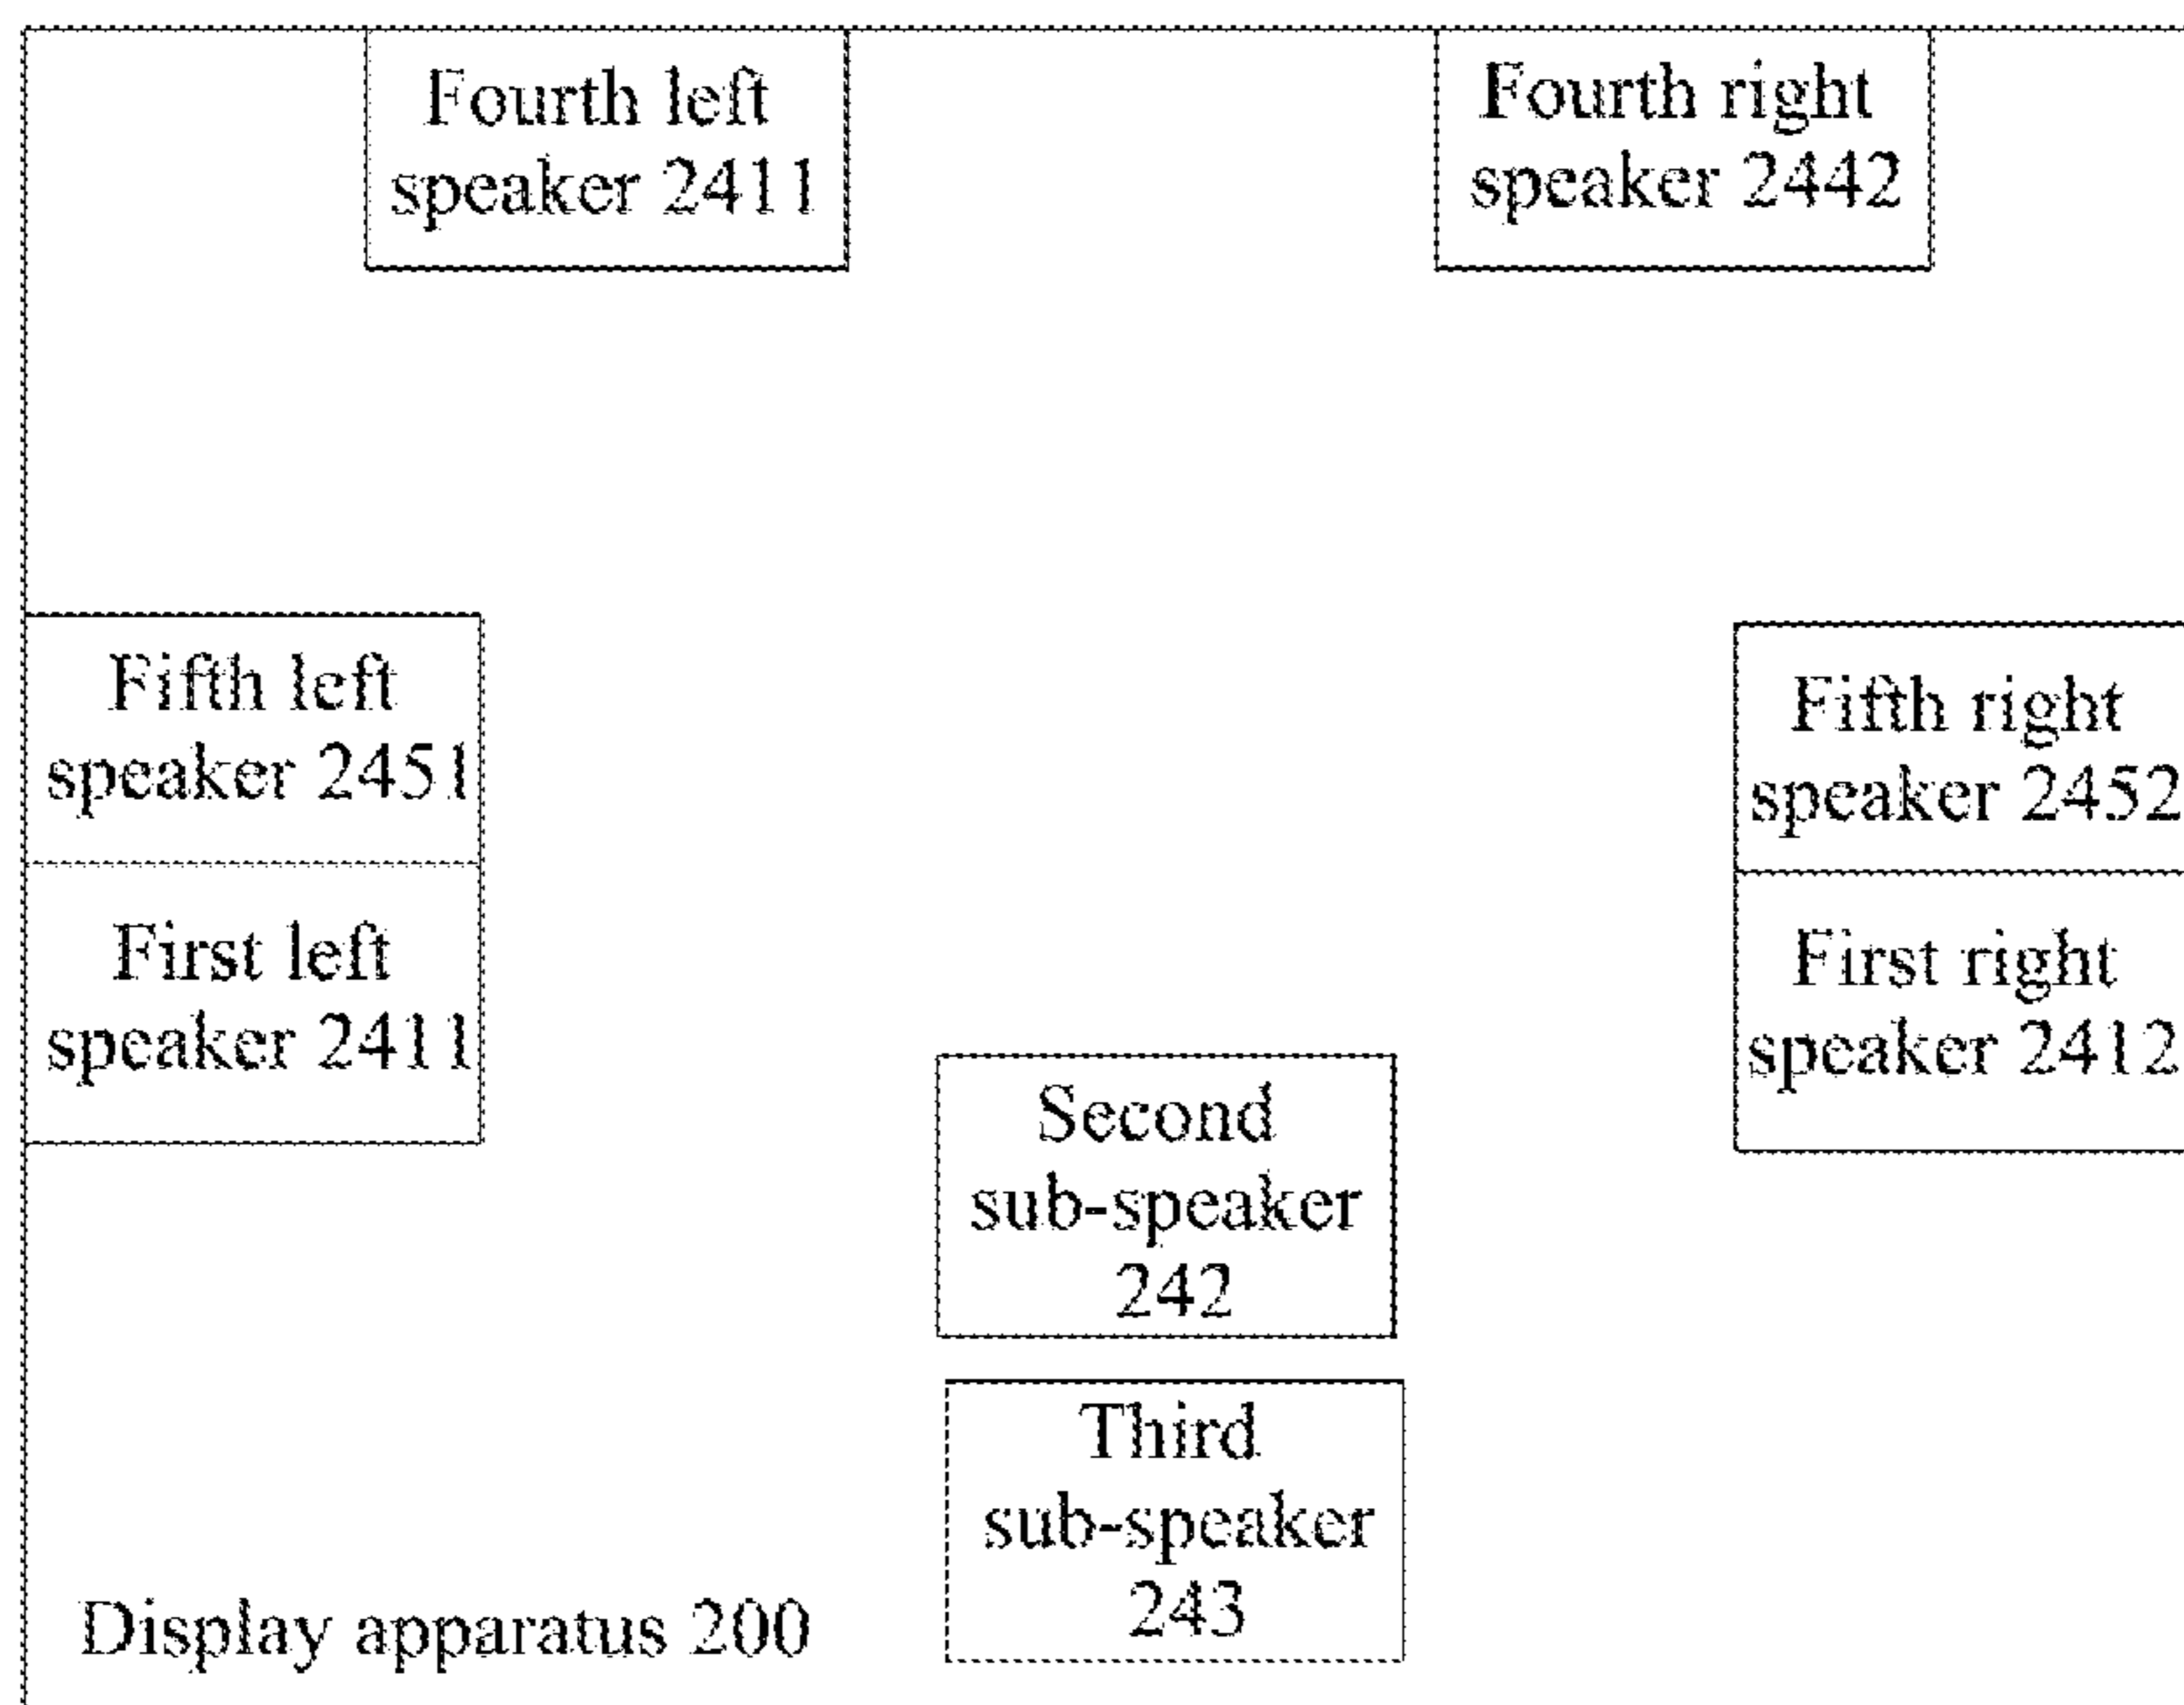 Fourth left
speaker 2411
Fourth right
speaker 2442
Fifth left
speaker 2451
Fifth right
speaker 2452
First left
speaker 2411
First right
speaker 2412
Second
sub-speaker
242
Third
sub-speaker
243
Display apparatus 200